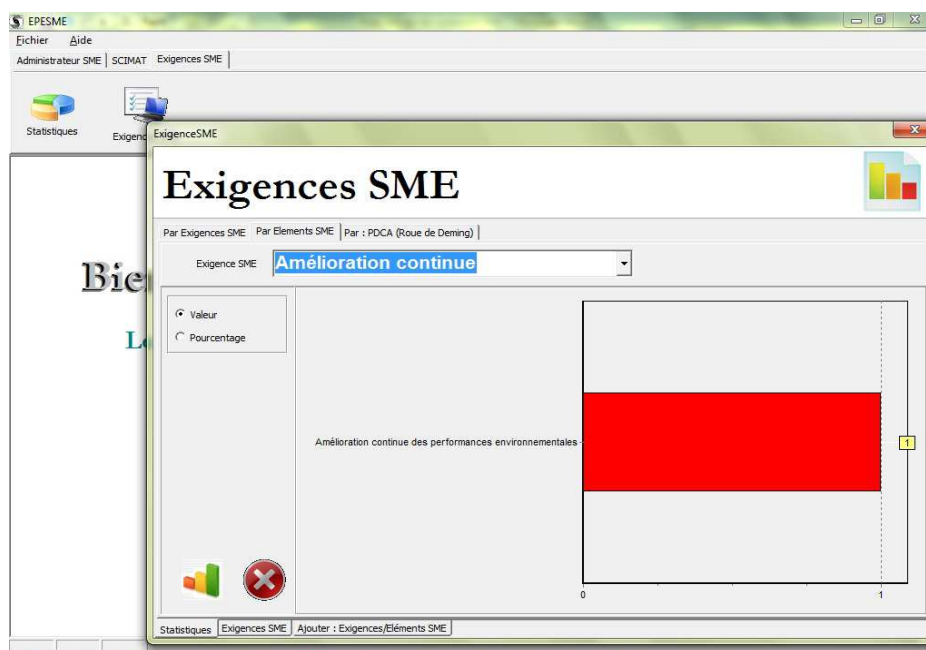 EPESME
Fichier Aide
Administrateur SME SCIMAT Exigences SME
Statistiques Exigenc
ExigenceSME
Exigences SME
Par Exigences SME Par Elements SME Par : PDCA (Roue de Deming)
Exigence SME Amélioration continue
Bie
Valeur
Pourcentage
Amélioration continue des performances environnementales
1
0 1
Statistiques Exigences SME Ajouter : Exigences/Eléments SME